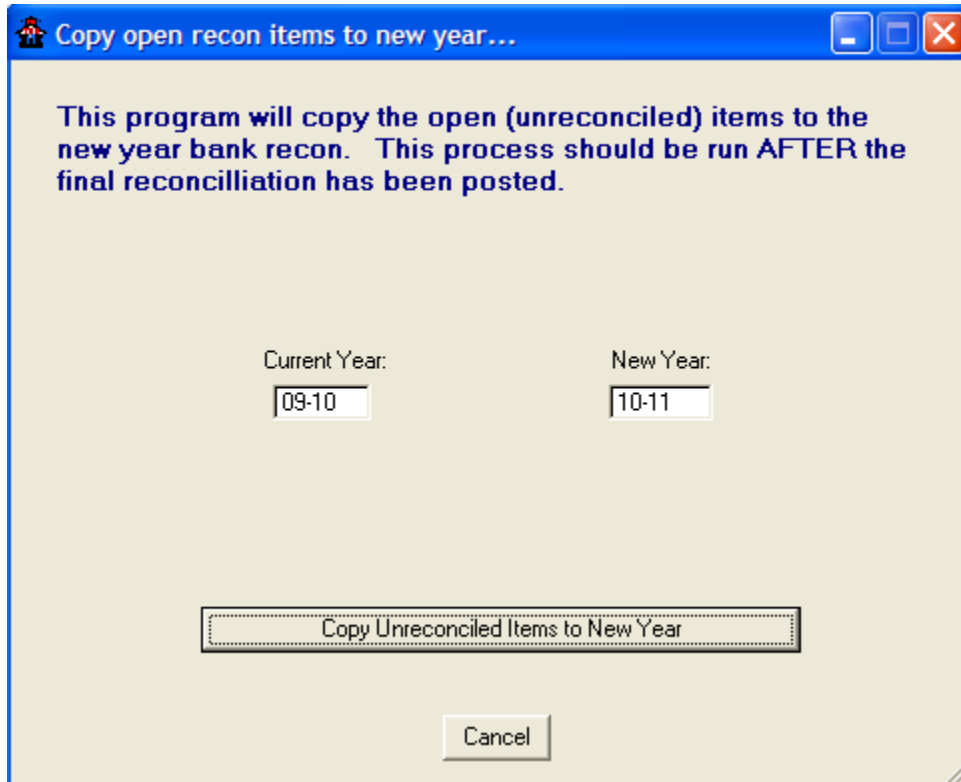 Copy open recon items to new year...
This program will copy the open (unreconciled) items to the
new year bank recon.   This process should be run AFTER the
final reconcilliation has been posted.
Current Year: New Year:
09-10 10-11
Copy Unreconciled Items to New Year
Cancel